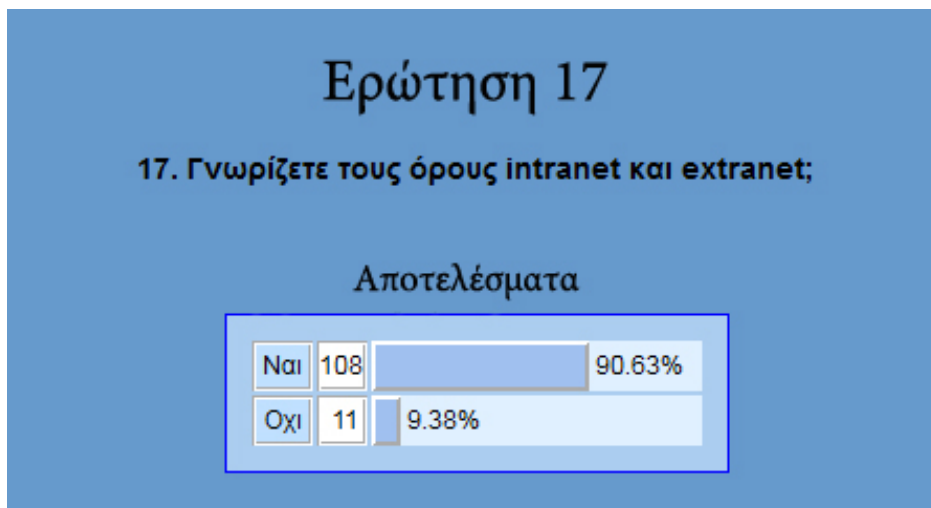 Ερώτηση 17
17. Γνωρίζετε τους όρους intranet και extranet;
Αποτελέσματα
Ναι 108 90.63%
Οχι 11 9.38%